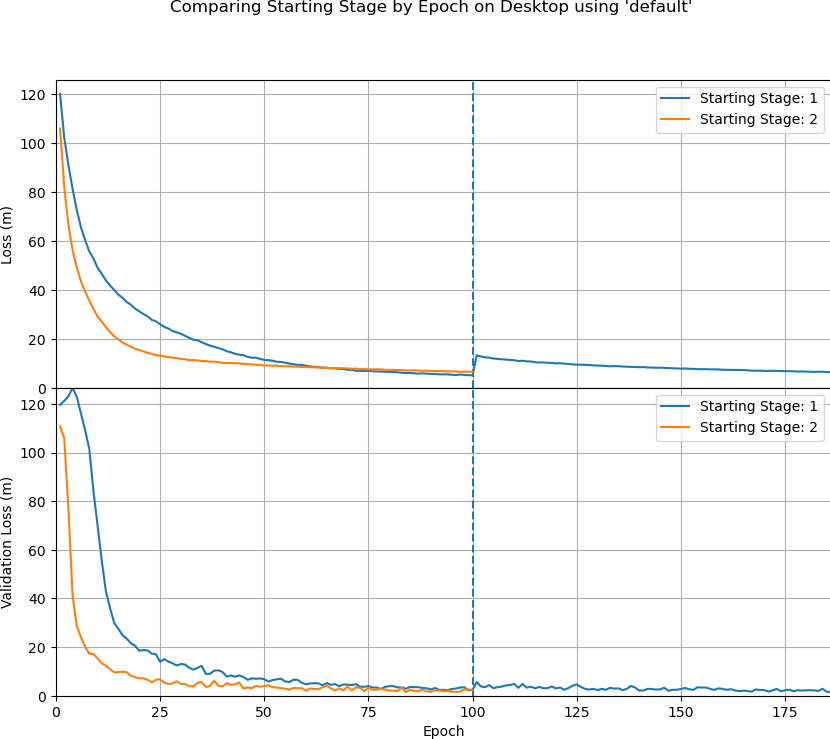 Comparing Starting Stage by Epoch on Desktop using 'default'
120
100
80
60
40
20
0
Loss (m)
Starting Stage: 1
Starting Stage: 2
120
100
80
60
40
20
0
Validation Loss (m)
Starting Stage: 1
Starting Stage: 2
0 25 50 75 100 125 150 175
Epoch